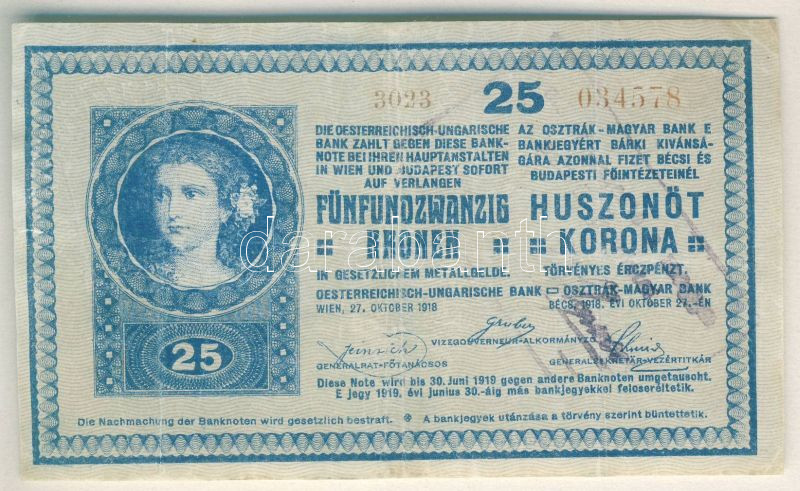 3023 25 034578
DIE OESTERREICHISCH-UNGARISCHE
BANK ZAHLT GEGEN DIESE BANK-
NOTE BEI IHREN HAUPTANSTALTEN
IN WIEN UND BUDAPEST SOFORT
AUF VERLANGEN
FÜNFUNDZWANZIG
KRONEN
IN GESETZLICHEM METALLGELDE.
OESTERREICHISCH-UNGARISCHE BANK
WIEN, 27. OKTOBER 1918
AZ OSZTRÁK-MAGYAR BANK E
BANKJEGYÉRT BÁRKI KIVÁNSÁ-
GÁRA AZONNAL FIZET BÉCSI ÉS
BUDAPESTI FŐINTÉZETEINÉL
HUSZONÖT
KORONA
TÖRVÉNYES ÉRCZPÉNZT.
OSZTRÁK-MAGYAR BANK
BÉCS, 1918. ÉVI OKTOBER 27.-ÉN
Gruber
VIZEGOUVERNEUR-ALKORMÁNYZÓ
GENERALRAT-FŐTANÁCSOS
GENERALSEKRETÄR-VEZÉRTITKÁR
25
Diese Note wird bis 30. Juni 1919 gegen andere Banknoten umgetauscht.
E jegy 1919. évi junius 30.-áig más bankjegyekkel felcseréltetik.
Die Nachmachung der Banknoten wird gesetzlich bestraft. A bankjegyek utánzása a törvény szerint büntettetik.
darabanth